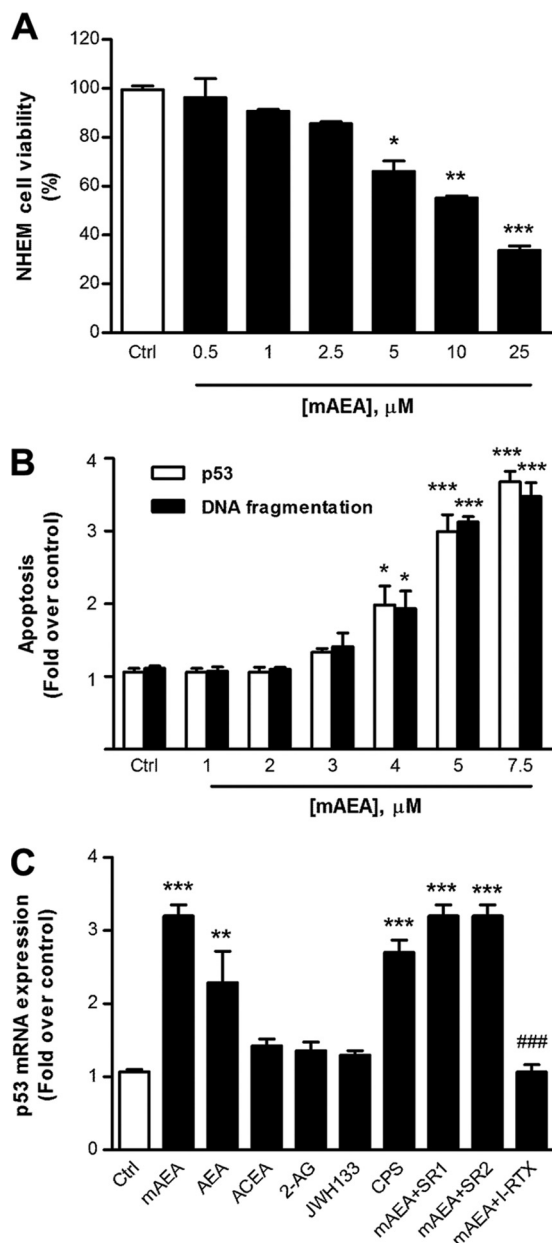 A
NHEM cell viability
(%)
120
100
80
60
40
20
0
*
**
***
Ctrl 0.5 1 2.5 5 10 25
[mAEA], μM
B
Apoptosis
(Fold over control)
4
3
2
1
p53
DNA fragmentation
* *
*** ***
*** ***
Ctrl 1 2 3 4 5 7.5
[mAEA], μM
C
p53 mRNA expression
(Fold over control)
4
3
2
1
0
***
**
***
***
***
###
Ctrl
mAEA
AEA
ACEA
2-AG
JWH133
CPS
mAEA+SR1
mAEA+SR2
mAEA+I-RTX